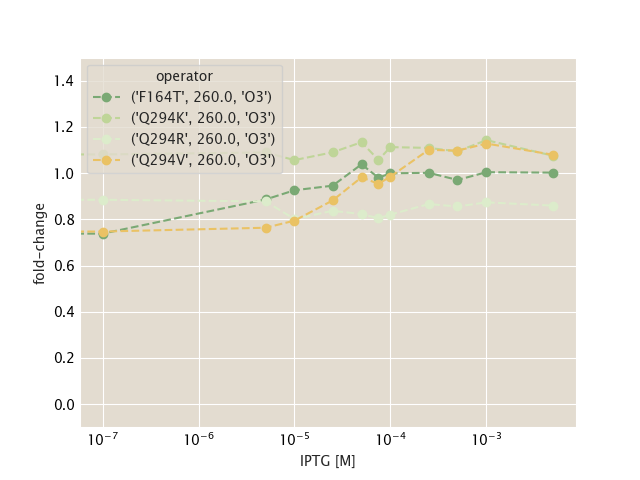 operator
('F164T', 260.0, 'O3')
('Q294K', 260.0, 'O3')
('Q294R', 260.0, 'O3')
('Q294V', 260.0, 'O3')
1.4
1.2
1.0
0.8
0.6
0.4
0.2
0.0
fold-change
10⁻⁷ 10⁻⁶ 10⁻⁵ 10⁻⁴ 10⁻³
IPTG [M]